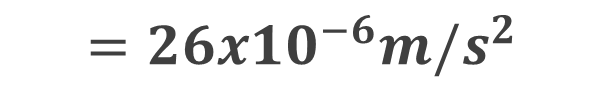 = 26x10⁻⁶m/s²